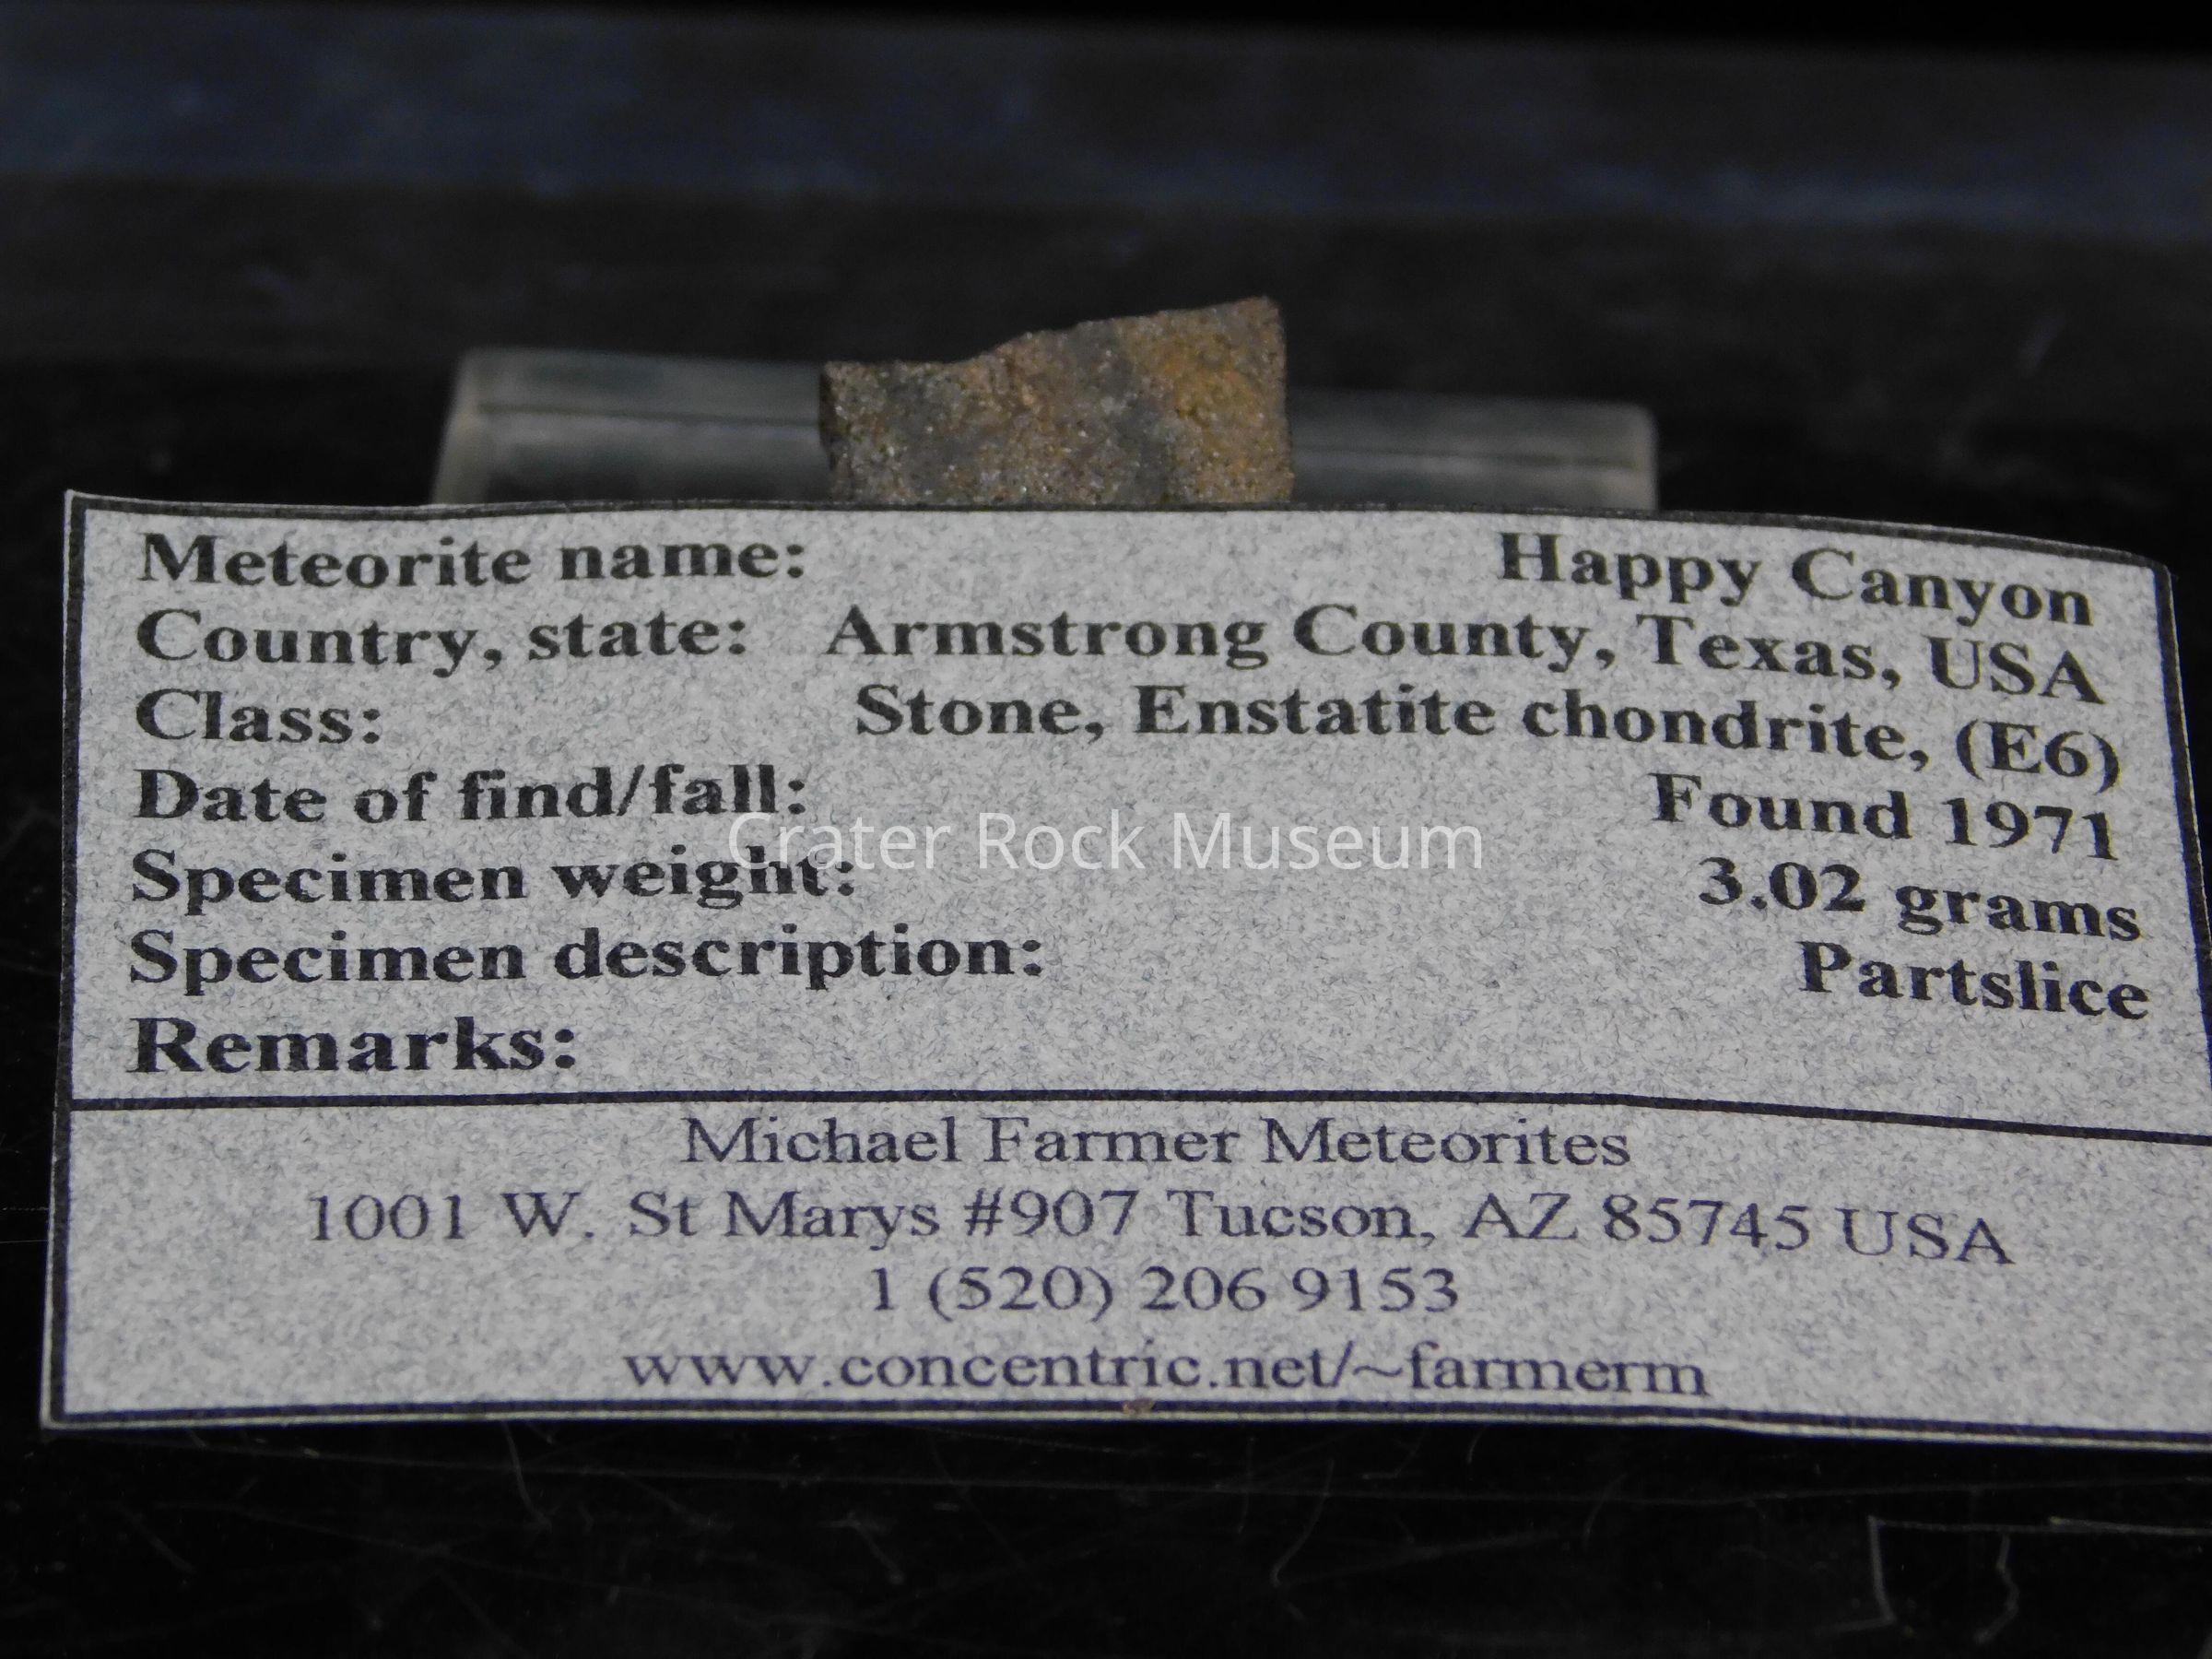 Meteorite name: Happy Canyon
Country, state: Armstrong County, Texas, USA
Class: Stone, Enstatite chondrite, (E6)
Date of find/fall: Found 1971
Crater Rock Museum
Specimen weight: 3.02 grams
Specimen description: Partslice
Remarks:
Michael Farmer Meteorites
1001 W. St Marys #907 Tucson, AZ 85745 USA
1 (520) 206 9153
www.concentric.net/~farmerm